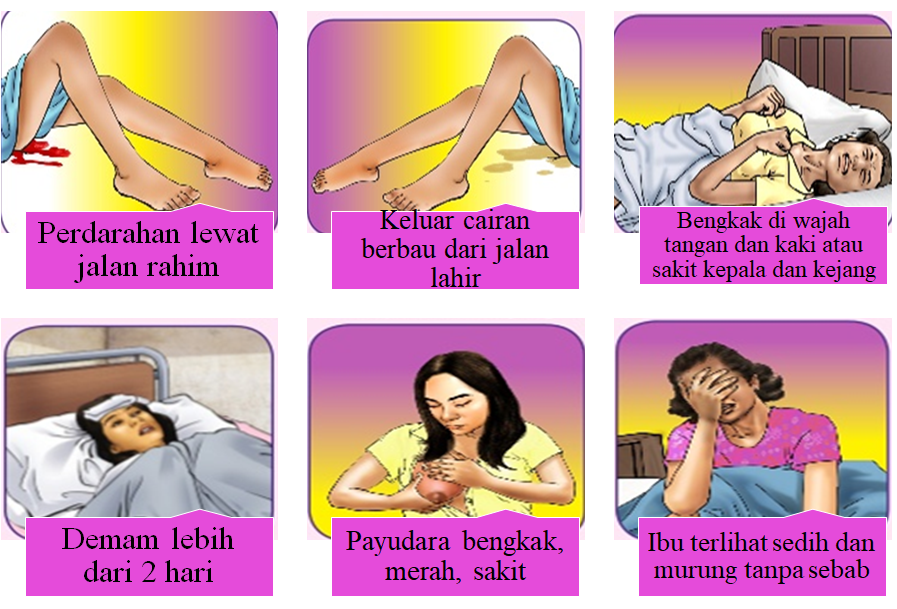 Perdarahan lewat
jalan rahim
Keluar cairan
berbau dari jalan
lahir
Bengkak di wajah
tangan dan kaki atau
sakit kepala dan kejang
Demam lebih
dari 2 hari
Payudara bengkak,
merah, sakit
Ibu terlihat sedih dan
murung tanpa sebab